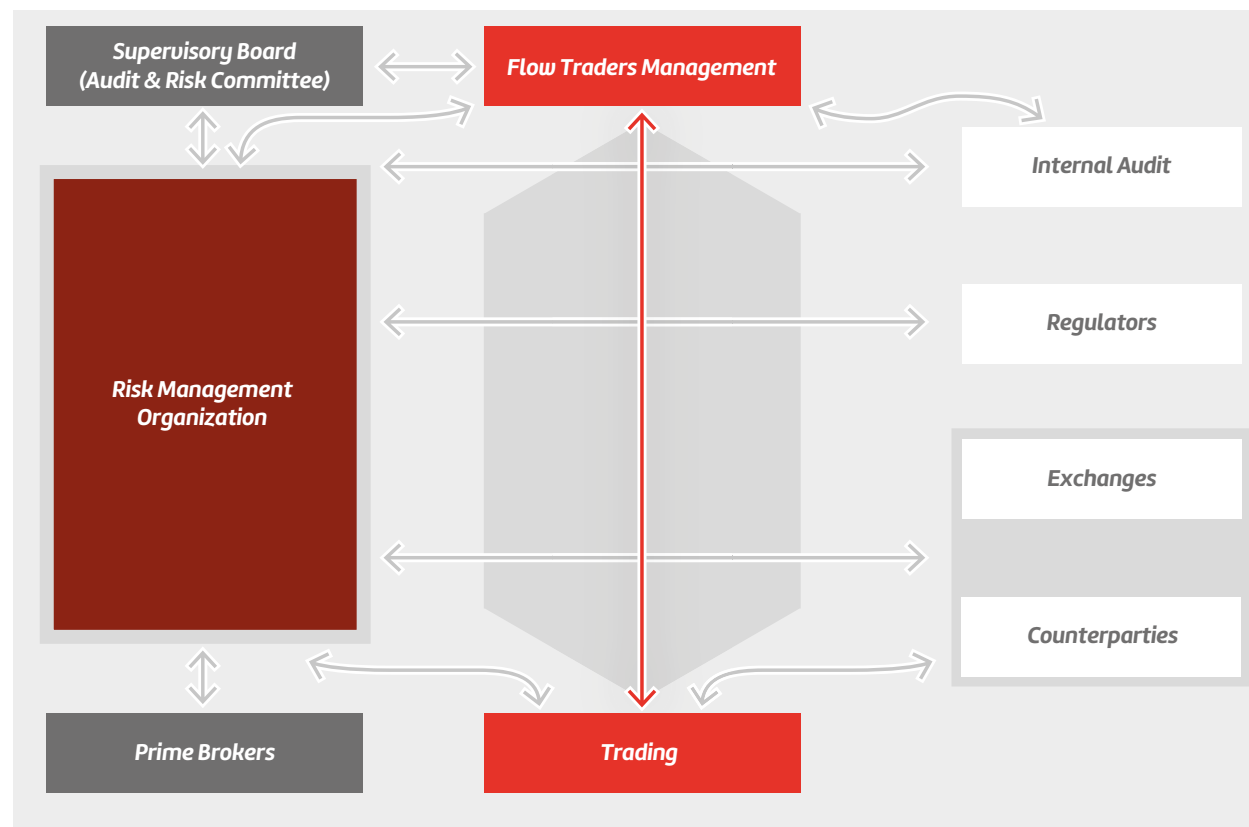 Supervisory Board
(Audit & Risk Committee)
Flow Traders Management
Internal Audit
Regulators
Risk Management
Organization
Exchanges
Counterparties
Prime Brokers
Trading